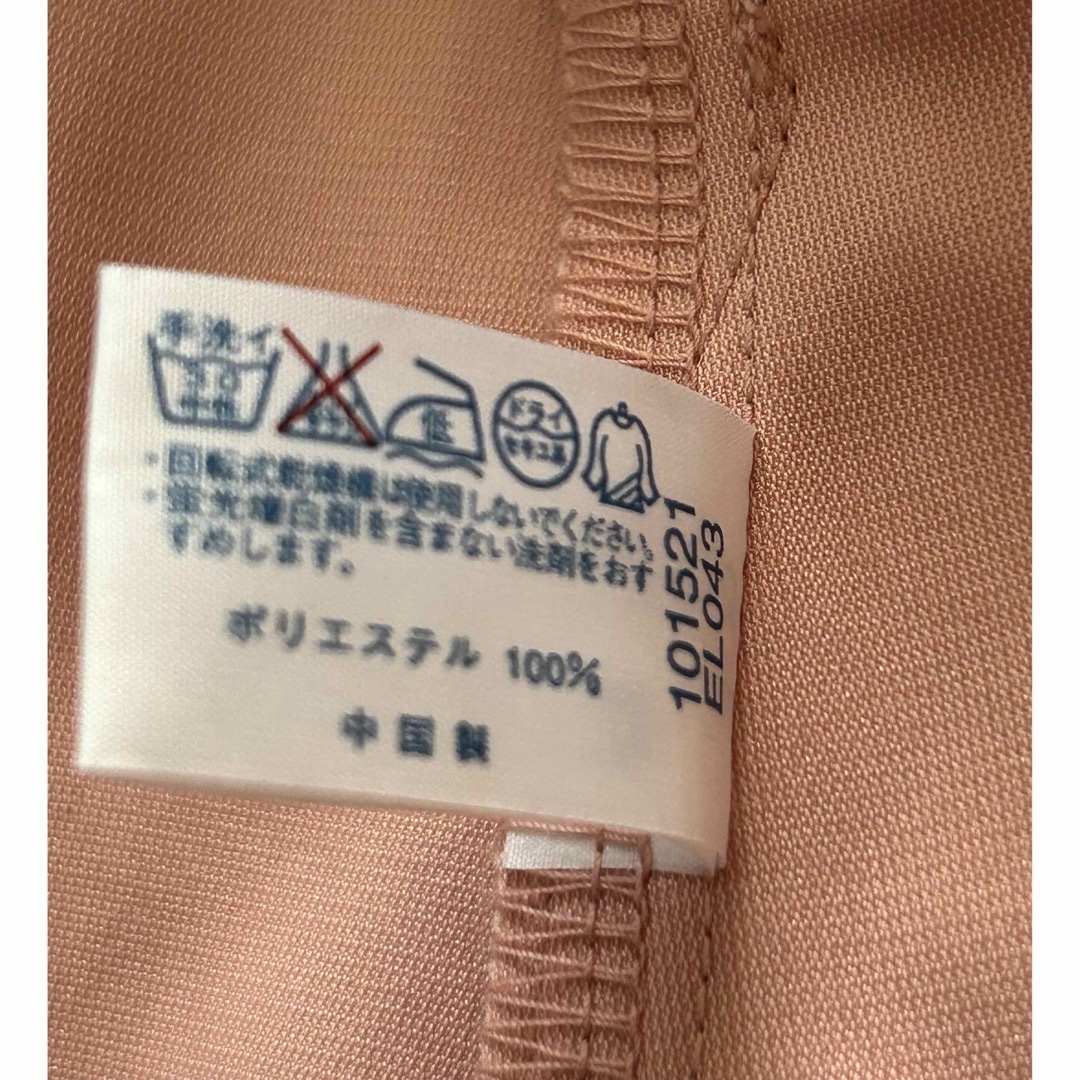 手洗イ
30
中性
低
ドライ
セキユ系
・回転式乾燥機は使用しないでください。
・蛍光増白剤を含まない洗剤をおす
すめします。
ポリエステル 100%
中国製
101521
EL043